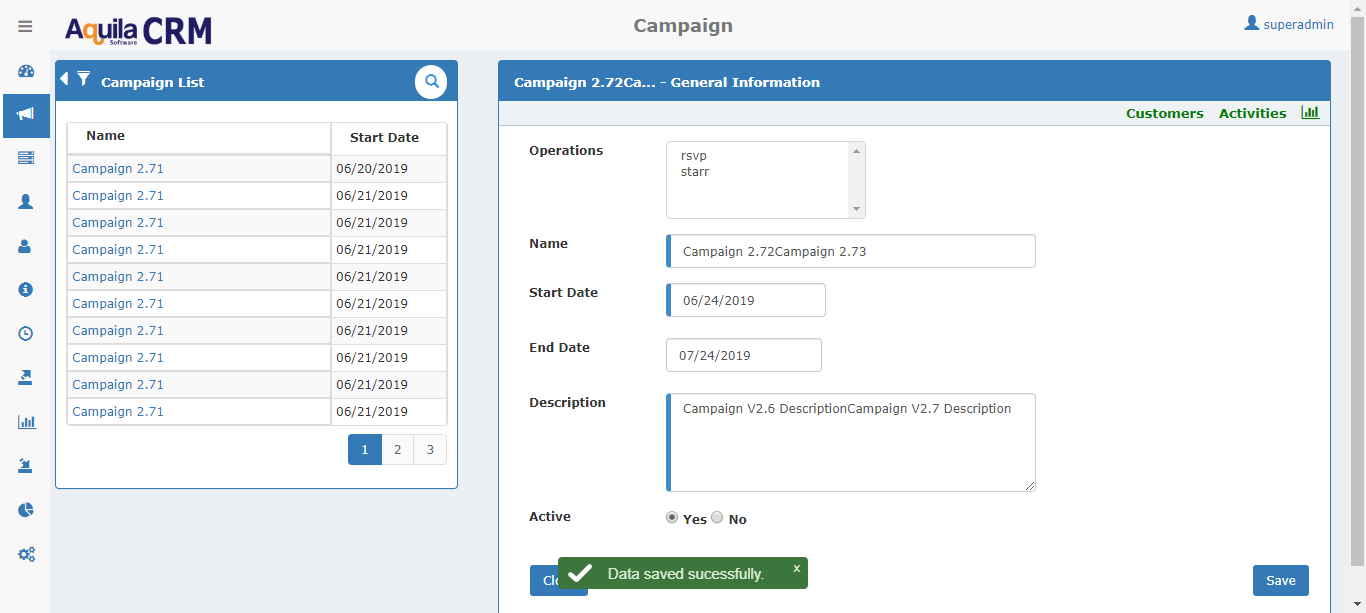 Aquila CRM
Software
Campaign
superadmin
Campaign List
Name Start Date
Campaign 2.71 06/20/2019
Campaign 2.71 06/21/2019
Campaign 2.71 06/21/2019
Campaign 2.71 06/21/2019
Campaign 2.71 06/21/2019
Campaign 2.71 06/21/2019
Campaign 2.71 06/21/2019
Campaign 2.71 06/21/2019
Campaign 2.71 06/21/2019
Campaign 2.71 06/21/2019
1 2 3
Campaign 2.72Ca... - General Information
Customers Activities
Operations
rsvp
starr
Name Campaign 2.72Campaign 2.73
Start Date 06/24/2019
End Date 07/24/2019
Description Campaign V2.6 DescriptionCampaign V2.7 Description
Active Yes No
Data saved sucessfully. x
Save